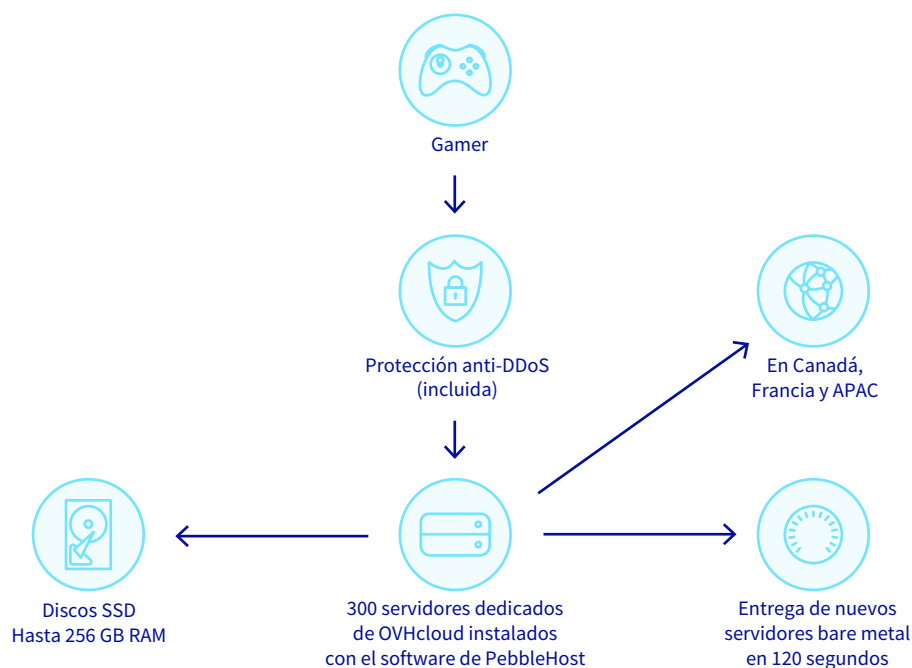 Gamer
Protección anti-DDoS
(incluida)
En Canadá,
Francia y APAC
Discos SSD
Hasta 256 GB RAM
300 servidores dedicados
de OVHcloud instalados
con el software de PebbleHost
Entrega de nuevos
servidores bare metal
en 120 segundos